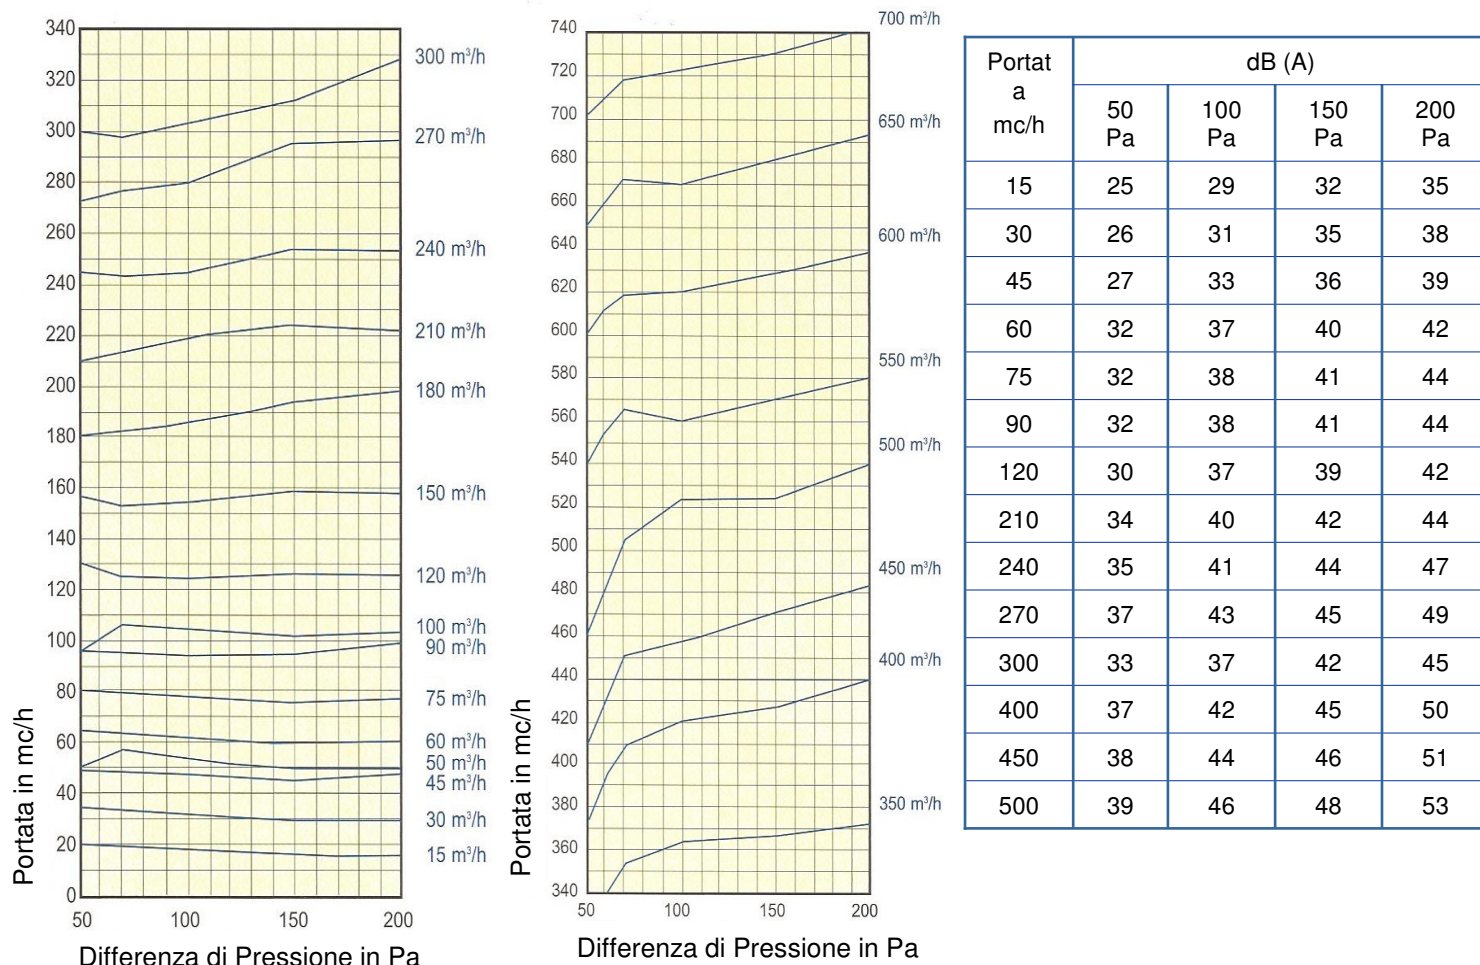 340
320
300
280
260
240
220
200
180
160
140
120
100
80
60
40
20
0
50 100 150 200
Portata in mc/h
Differenza di Pressione in Pa
300 m³/h
270 m³/h
240 m³/h
210 m³/h
180 m³/h
150 m³/h
120 m³/h
100 m³/h
90 m³/h
75 m³/h
60 m³/h
50 m³/h
45 m³/h
30 m³/h
15 m³/h
740
720
700
680
660
640
620
600
580
560
540
520
500
480
460
440
420
400
380
360
340
50 100 150 200
Portata in mc/h
Differenza di Pressione in Pa
700 m³/h
650 m³/h
600 m³/h
550 m³/h
500 m³/h
450 m³/h
400 m³/h
350 m³/h
Portat
a
mc/h
dB (A)
50 Pa 100 Pa 150 Pa 200 Pa
15 25 29 32 35
30 26 31 35 38
45 27 33 36 39
60 32 37 40 42
75 32 38 41 44
90 32 38 41 44
120 30 37 39 42
210 34 40 42 44
240 35 41 44 47
270 37 43 45 49
300 33 37 42 45
400 37 42 45 50
450 38 44 46 51
500 39 46 48 53